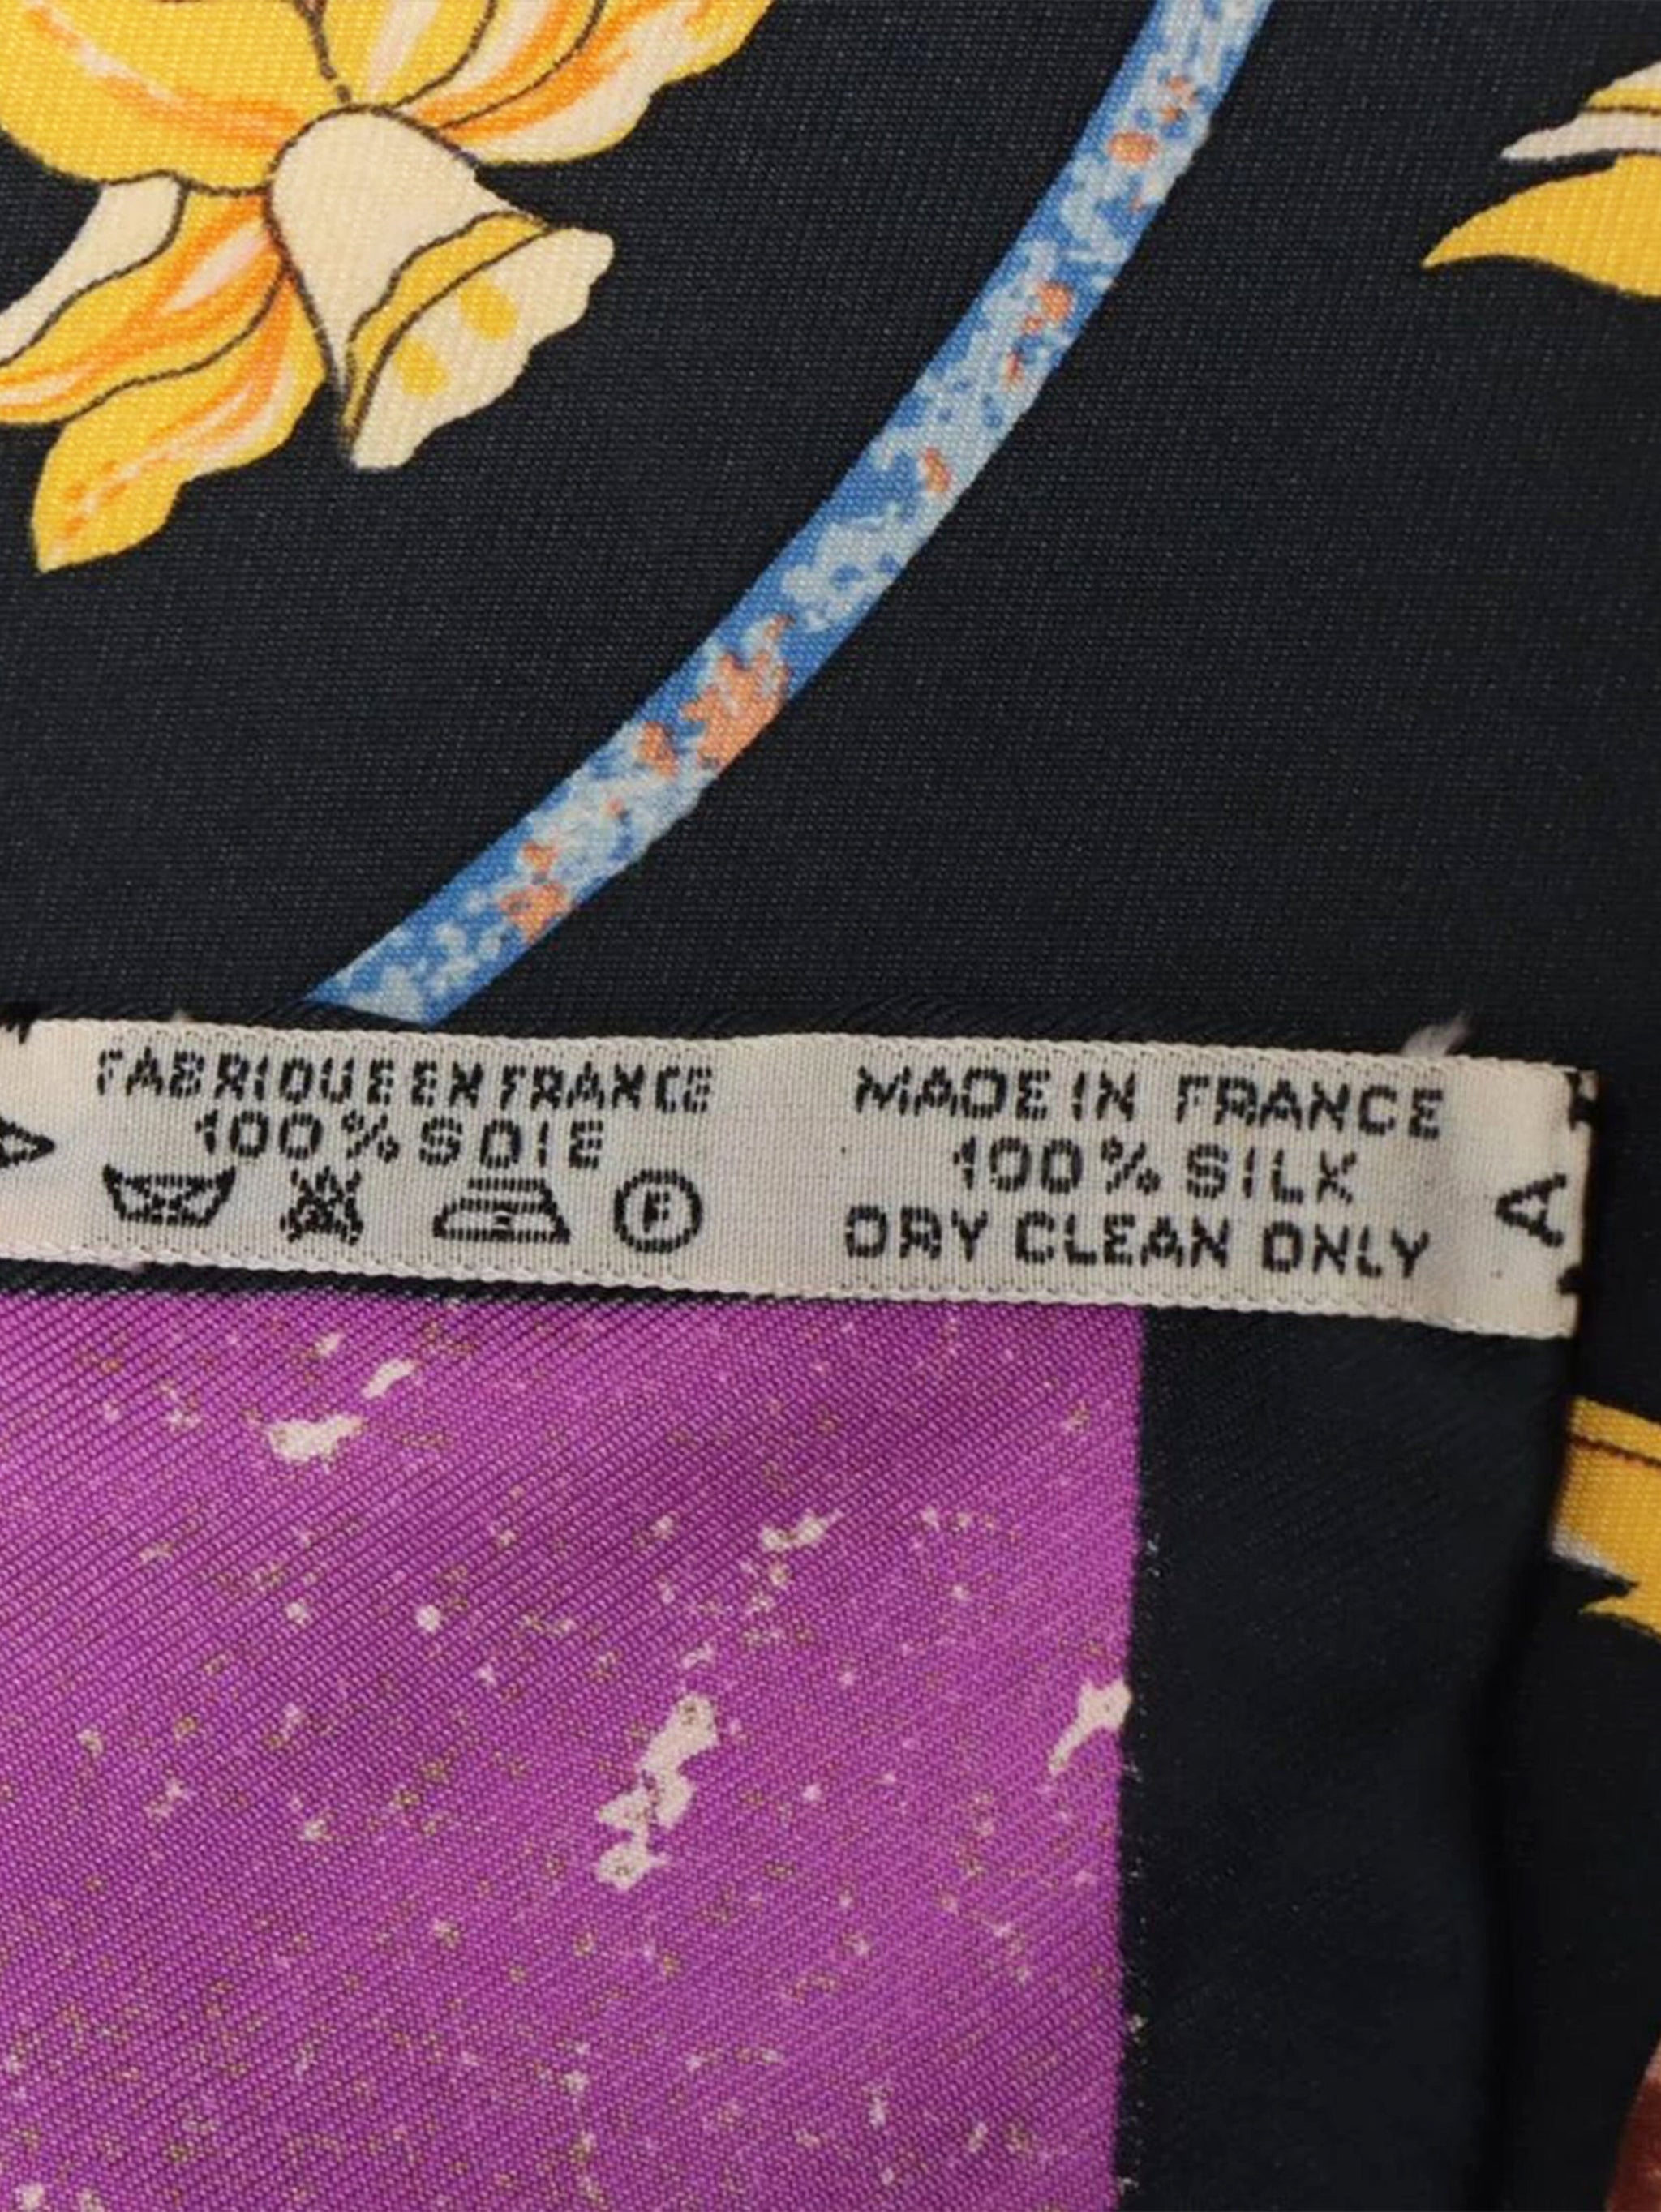 FABRIQUE EN FRANCE
100% SOIE
F
MADE IN FRANCE
100% SILK
DRY CLEAN ONLY
A